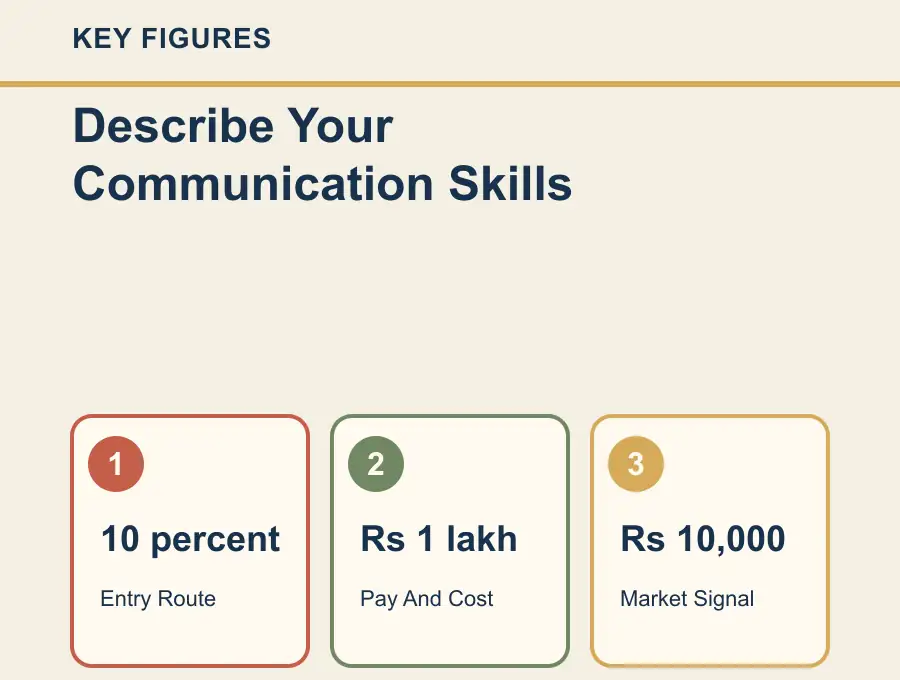 KEY FIGURES
Describe Your
Communication Skills
1
2
3
10 percent
Rs 1 lakh
Rs 10,000
Entry Route
Pay And Cost
Market Signal